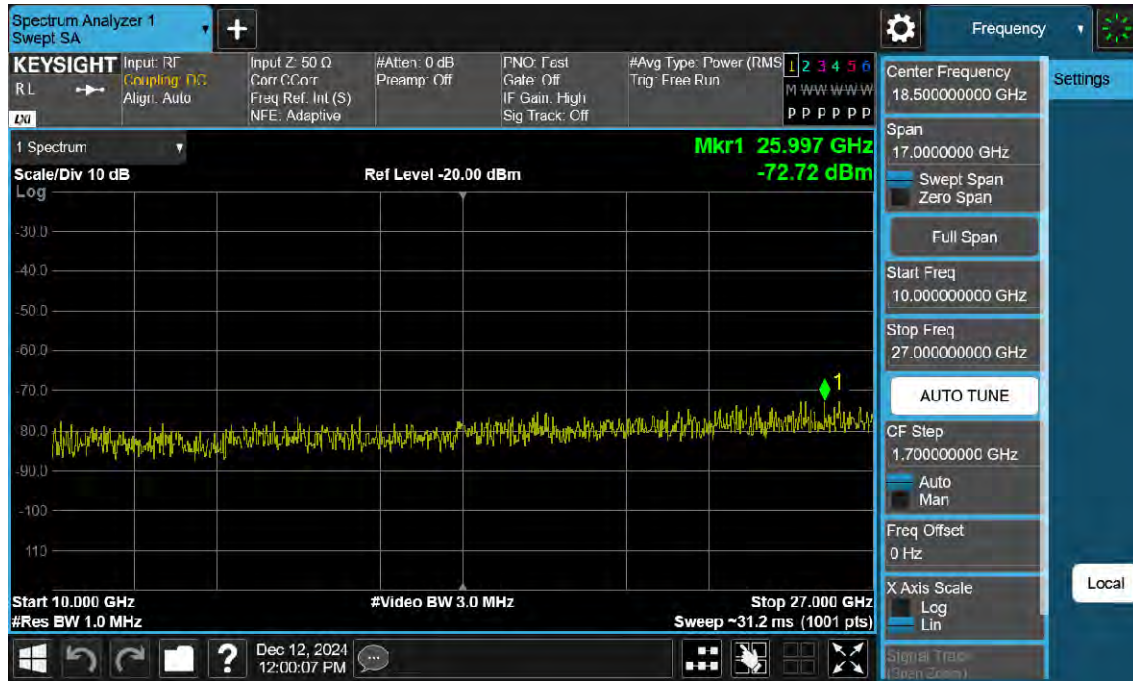 Spectrum Analyzer 1
Swept SA
Frequency
KEYSIGHT
RL
LXI
Input: RF
Coupling: DC
Align: Auto
Input Z: 50 Ω
Corr CCorr
Freq Ref: Int (S)
NFE: Adaptive
#Atten: 0 dB
Preamp: Off
PNO: Fast
Gate: Off
IF Gain: High
Sig Track: Off
#Avg Type: Power (RMS
Trig: Free Run
1 2 3 4 5 6
M W W W W W
P P P P P P
1 Spectrum
Mkr1 25.997 GHz
-72.72 dBm
Scale/Div 10 dB
Ref Level -20.00 dBm
Log
-30.0
-40.0
-50.0
-60.0
-70.0
80.0
-90.0
-100
110
1
Start 10.000 GHz
#Video BW 3.0 MHz
Stop 27.000 GHz
#Res BW 1.0 MHz
Sweep ~31.2 ms (1001 pts)
Dec 12, 2024
12:00:07 PM
Center Frequency
18.500000000 GHz
Settings
Span
17.0000000 GHz
Swept Span
Zero Span
Full Span
Start Freq
10.000000000 GHz
Stop Freq
27.000000000 GHz
AUTO TUNE
CF Step
1.700000000 GHz
Auto
Man
Freq Offset
0 Hz
X Axis Scale
Log
Lin
Local
Signal Track
(Span Zoom)